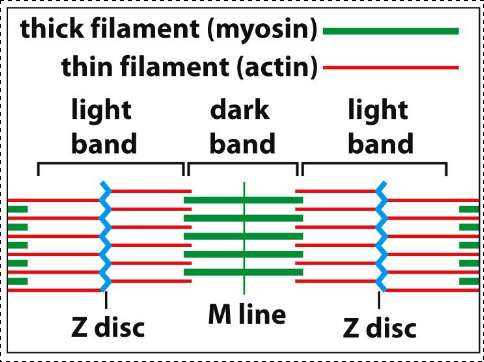 thick filament (myosin)
thin filament (actin)
light band
dark band
light band
Z disc
M line
Z disc